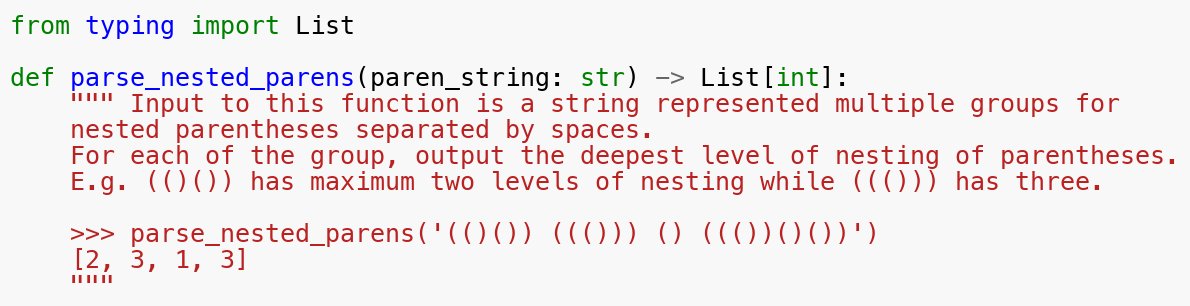 from typing import List

def parse_nested_parens(paren_string: str) -> List[int]:
    """ Input to this function is a string represented multiple groups for
    nested parentheses separated by spaces.
    For each of the group, output the deepest level of nesting of parentheses.
    E.g. (()()) has maximum two levels of nesting while ((())) has three.

    >>> parse_nested_parens('(()()) ((())) () ((())()())')
    [2, 3, 1, 3]
    """